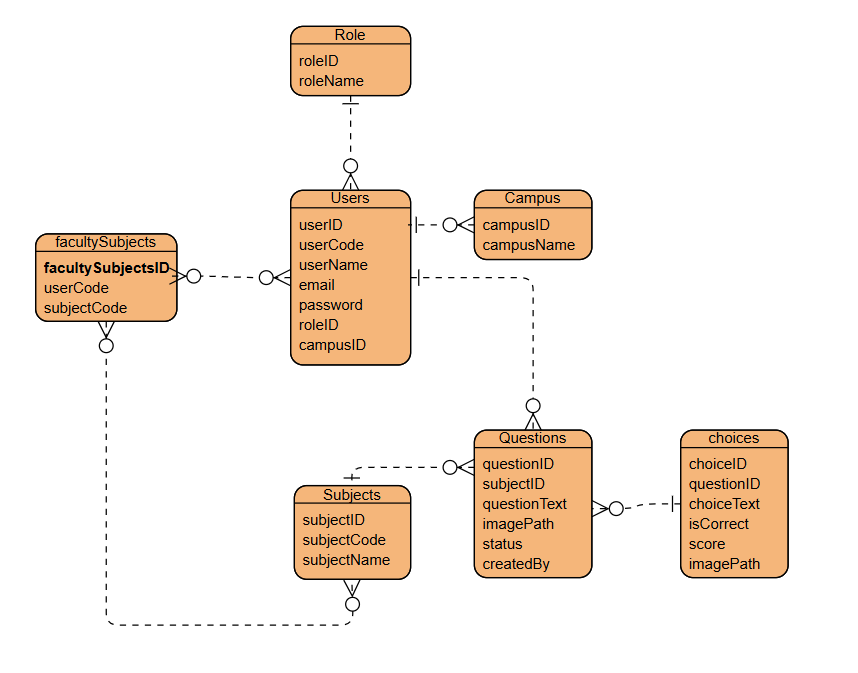 Role
roleID
roleName
Users
userID
userCode
userName
email
password
roleID
campusID
Campus
campusID
campusName
facultySubjects
facultySubjectsID
userCode
subjectCode
Questions
questionID
subjectID
questionText
imagePath
status
createdBy
choices
choiceID
questionID
choiceText
isCorrect
score
imagePath
Subjects
subjectID
subjectCode
subjectName